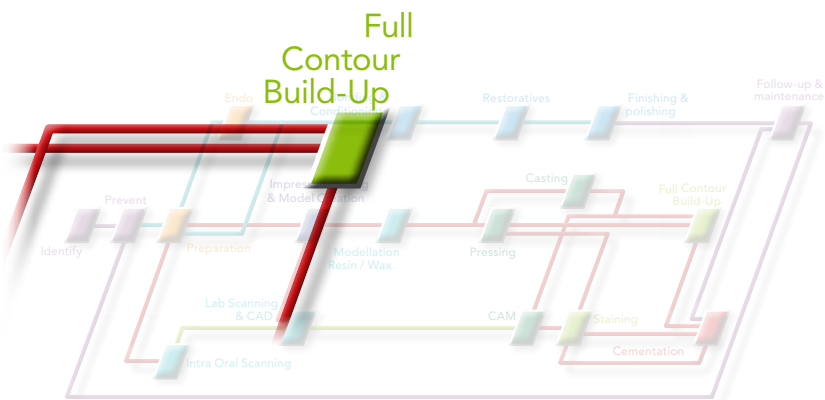 Full
Contour
Build-Up
Endo
Restoratives
Finishing &
polishing
Follow-up &
maintenance
Casting
Full Contour
Build-Up
& Model Creation
Prevent
Identify
Preparation
Modellation
Resin / Wax
Pressing
Lab Scanning
& CAD
CAM
Staining
Cementation
Intra Oral Scanning